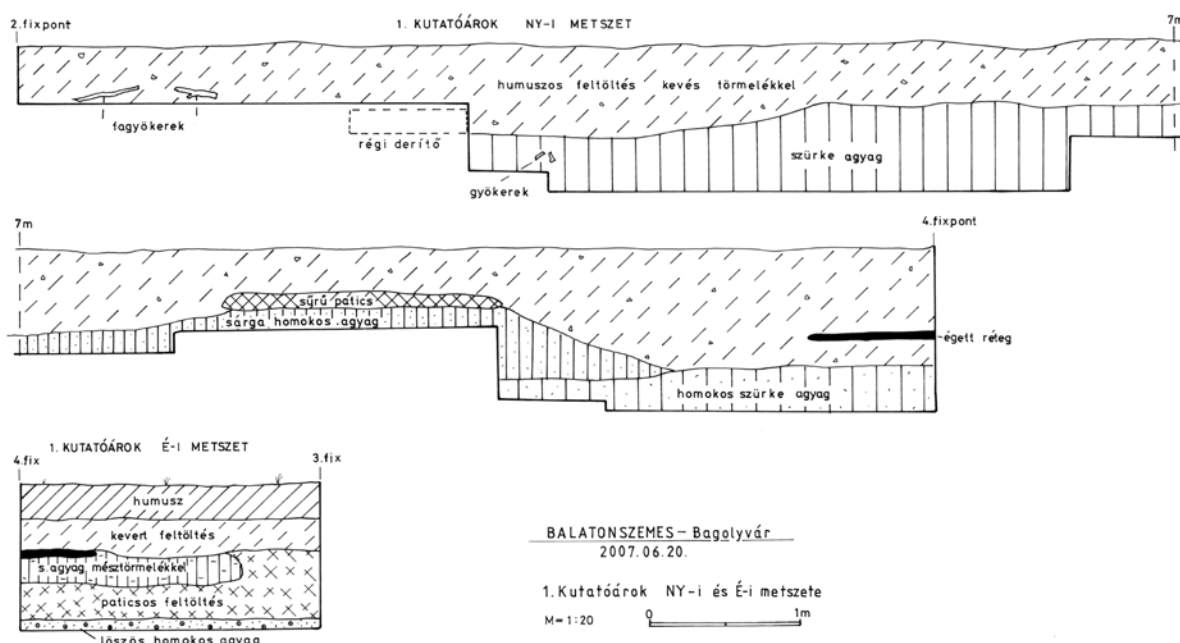 2.fixpont
1. KUTATÓÁROK NY-I METSZET
7m
humuszos feltöltés kevés törmelékkel
fagyökerek
régi derítő
gyökerek
szürke agyag
7m
4.fixpont
sűrű patics
sárga homokos agyag
égett réteg
homokos szürke agyag
1. KUTATÓÁROK É-I METSZET
4.fix
3.fix
humusz
kevert feltöltés
s.agyag mésztörmelékkel
paticsos feltöltés
löszös homokos agyag
BALATONSZEMES – Bagolyvár
2007.06.20.
1. Kutatóárok NY-i és É-i metszete
M=1:20
0
1m